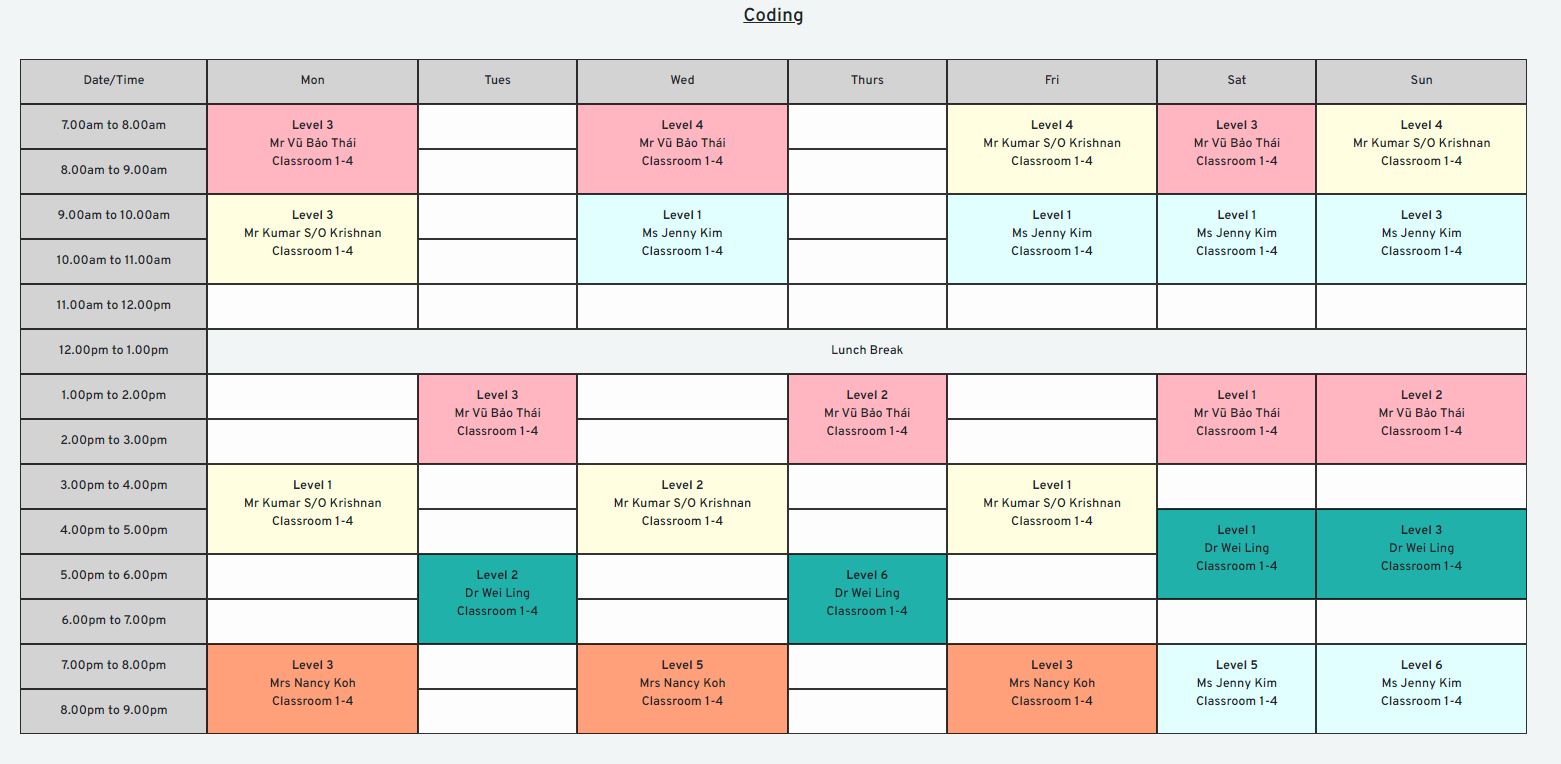 Coding
Date/Time Mon Tues Wed Thurs Fri Sat Sun
7.00am to 8.00am
Level 3
Mr Vũ Bảo Thái
Classroom 1-4
Level 4
Mr Vũ Bảo Thái
Classroom 1-4
Level 4
Mr Kumar S/O Krishnan
Classroom 1-4
Level 3
Mr Vũ Bảo Thái
Classroom 1-4
Level 4
Mr Kumar S/O Krishnan
Classroom 1-4
8.00am to 9.00am
9.00am to 10.00am
Level 3
Mr Kumar S/O Krishnan
Classroom 1-4
Level 1
Ms Jenny Kim
Classroom 1-4
Level 1
Ms Jenny Kim
Classroom 1-4
Level 1
Ms Jenny Kim
Classroom 1-4
Level 3
Ms Jenny Kim
Classroom 1-4
10.00am to 11.00am
11.00am to 12.00pm
12.00pm to 1.00pm
Lunch Break
1.00pm to 2.00pm
Level 3
Mr Vũ Bảo Thái
Classroom 1-4
Level 2
Mr Vũ Bảo Thái
Classroom 1-4
Level 1
Mr Vũ Bảo Thái
Classroom 1-4
Level 2
Mr Vũ Bảo Thái
Classroom 1-4
2.00pm to 3.00pm
3.00pm to 4.00pm
Level 1
Mr Kumar S/O Krishnan
Classroom 1-4
Level 2
Mr Kumar S/O Krishnan
Classroom 1-4
Level 1
Mr Kumar S/O Krishnan
Classroom 1-4
4.00pm to 5.00pm
Level 1
Dr Wei Ling
Classroom 1-4
Level 3
Dr Wei Ling
Classroom 1-4
5.00pm to 6.00pm
Level 2
Dr Wei Ling
Classroom 1-4
Level 6
Dr Wei Ling
Classroom 1-4
6.00pm to 7.00pm
7.00pm to 8.00pm
Level 3
Mrs Nancy Koh
Classroom 1-4
Level 5
Mrs Nancy Koh
Classroom 1-4
Level 3
Mrs Nancy Koh
Classroom 1-4
Level 5
Ms Jenny Kim
Classroom 1-4
Level 6
Ms Jenny Kim
Classroom 1-4
8.00pm to 9.00pm